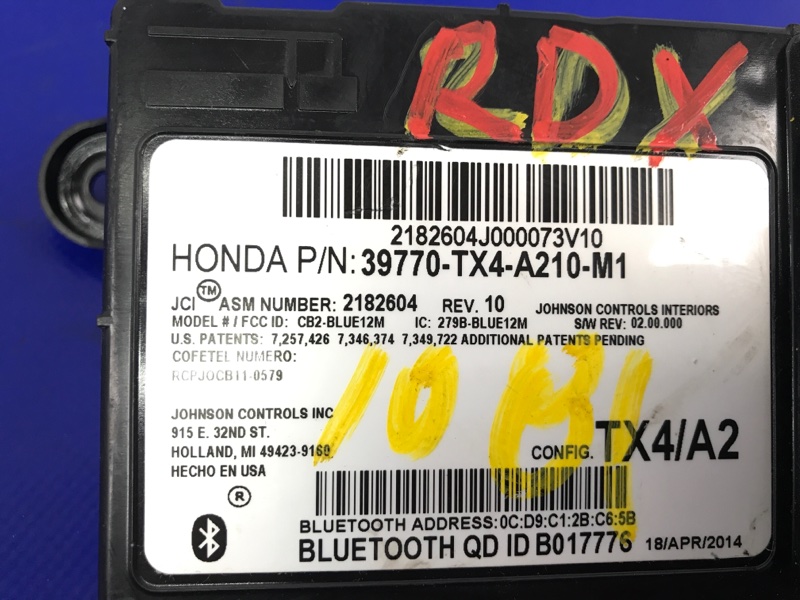 RDX
2182604J000073V10
HONDA P/N: 39770-TX4-A210-M1
JCI TM ASM NUMBER: 2182604 REV. 10 JOHNSON CONTROLS INTERIORS
MODEL # / FCC ID: CB2-BLUE12M IC: 279B-BLUE12M S/W REV: 02.00.000
U.S. PATENTS: 7,257,426 7,346,374 7,349,722 ADDITIONAL PATENTS PENDING
COFETEL NUMERO:
RCPJOCB11-0579
JOHNSON CONTROLS INC
915 E. 32ND ST.
HOLLAND, MI 49423-9160
HECHO EN USA
10
CONFIG. TX4/A2
®
BLUETOOTH ADDRESS:0C:D9:C1:2B:C6:5B
BLUETOOTH QD ID B017776 18/APR/2014